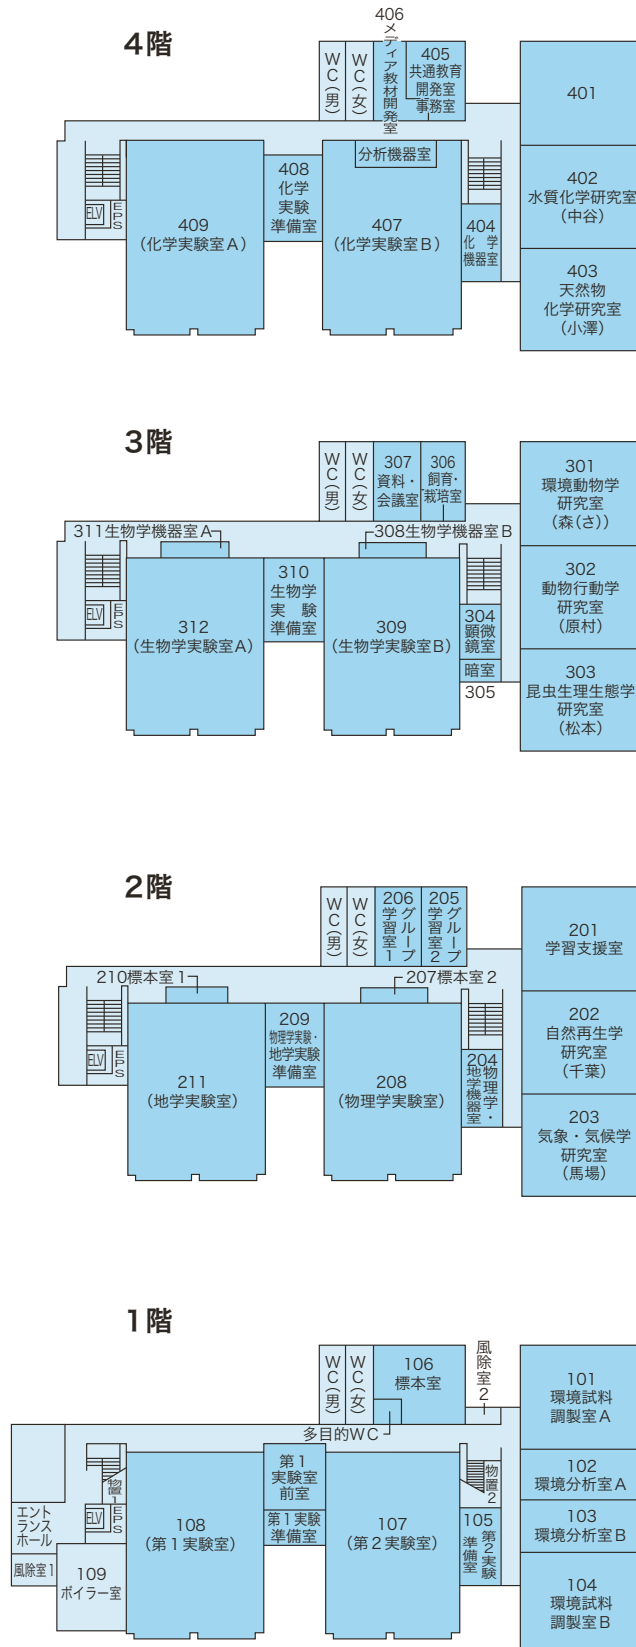 4階
406
メディア教材開発室
405
共通教育
開発室
事務室
WC(男)
WC(女)
401
402
水質化学研究室
(中谷)
403
天然物
化学研究室
(小澤)
分析機器室
408
化学
実験
準備室
409
(化学実験室A)
407
(化学実験室B)
404
化学
機器室
ELV
EPS
3階
WC(男)
WC(女)
307
資料・
会議室
306
飼育・
栽培室
301
環境動物学
研究室
(森(さ))
302
動物行動学
研究室
(原村)
303
昆虫生理生態学
研究室
(松本)
311生物学機器室A
308生物学機器室B
310
生物学
実験
準備室
312
(生物学実験室A)
309
(生物学実験室B)
304
顕微
鏡室
暗室
305
ELV
EPS
2階
WC(男)
WC(女)
206
グループ
学習室1
205
グループ
学習室2
201
学習支援室
202
自然再生学
研究室
(千葉)
203
気象・気候学
研究室
(馬場)
210標本室1
207標本室2
209
物理学実験・
地学実験
準備室
211
(地学実験室)
208
(物理学実験室)
204
物理学・
地学機器室
ELV
EPS
1階
WC(男)
WC(女)
106
標本室
風除室2
多目的WC
101
環境試料
調製室A
102
環境分析室A
103
環境分析室B
104
環境試料
調製室B
第1
実験室
前室
第1実験
準備室
108
(第1実験室)
107
(第2実験室)
物置1
物置2
105
第2実験
準備室
エント
ランス
ホール
風除室1
109
ボイラー室
ELV
EPS